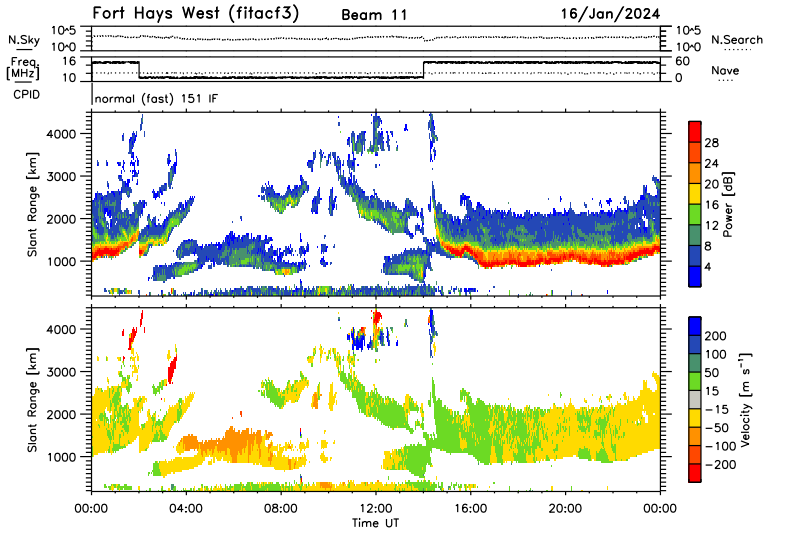 Fort Hays West (fitacf3)
Beam 11
16/Jan/2024
N.Sky
10^5
10^0
10^5
10^0
N.Search
Freq.
[MHz]
16
10
60
0
Nave
CPID
normal (fast) 151 IF
Slant Range [km]
4000
3000
2000
1000
28
24
20
16
12
8
4
Power [dB]
Slant Range [km]
4000
3000
2000
1000
200
100
50
15
-15
-50
-100
-200
Velocity [m s⁻¹]
00:00
04:00
08:00
12:00
16:00
20:00
00:00
Time UT